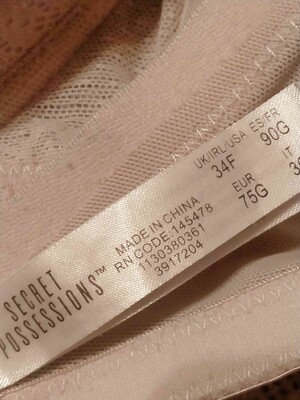 SECRET
POSSESSIONS™
MADE IN CHINA
RN CODE: 145478
1130380361
3917204
UK/IRL/USA
34F
ES/FR
90G
EUR
75G
IT